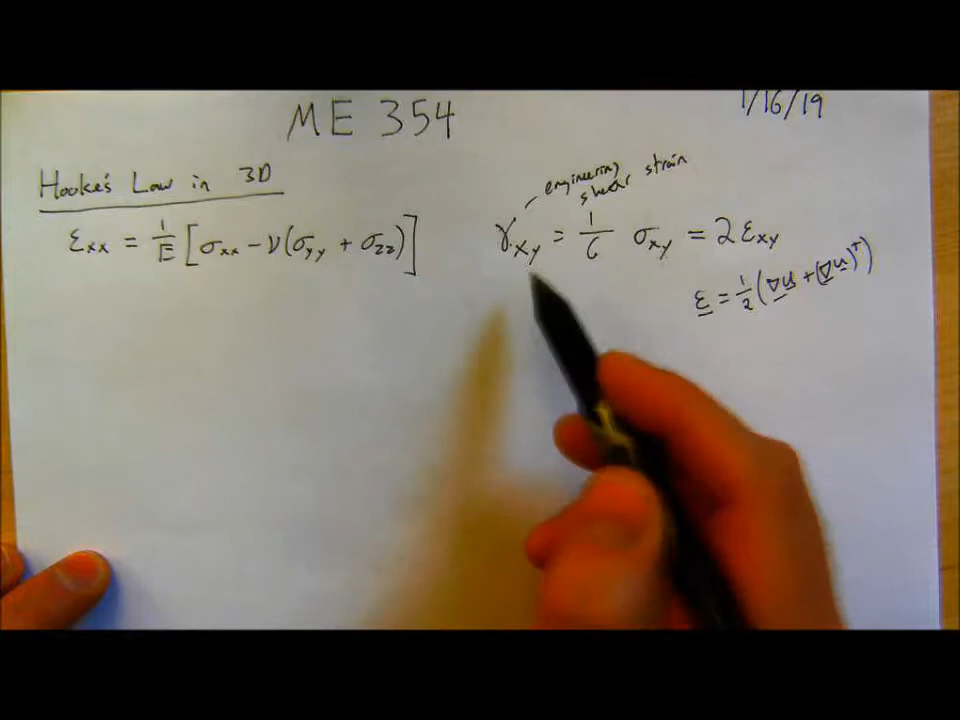 ME 354
1/16/19
Hooke's Law in 3D
engineering shear strain
εxx = 1/E [σxx - ν(σyy + σzz)]
γxy = 1/G σxy = 2εxy
ε = 1/2 (∇u + (∇u)ᵀ)